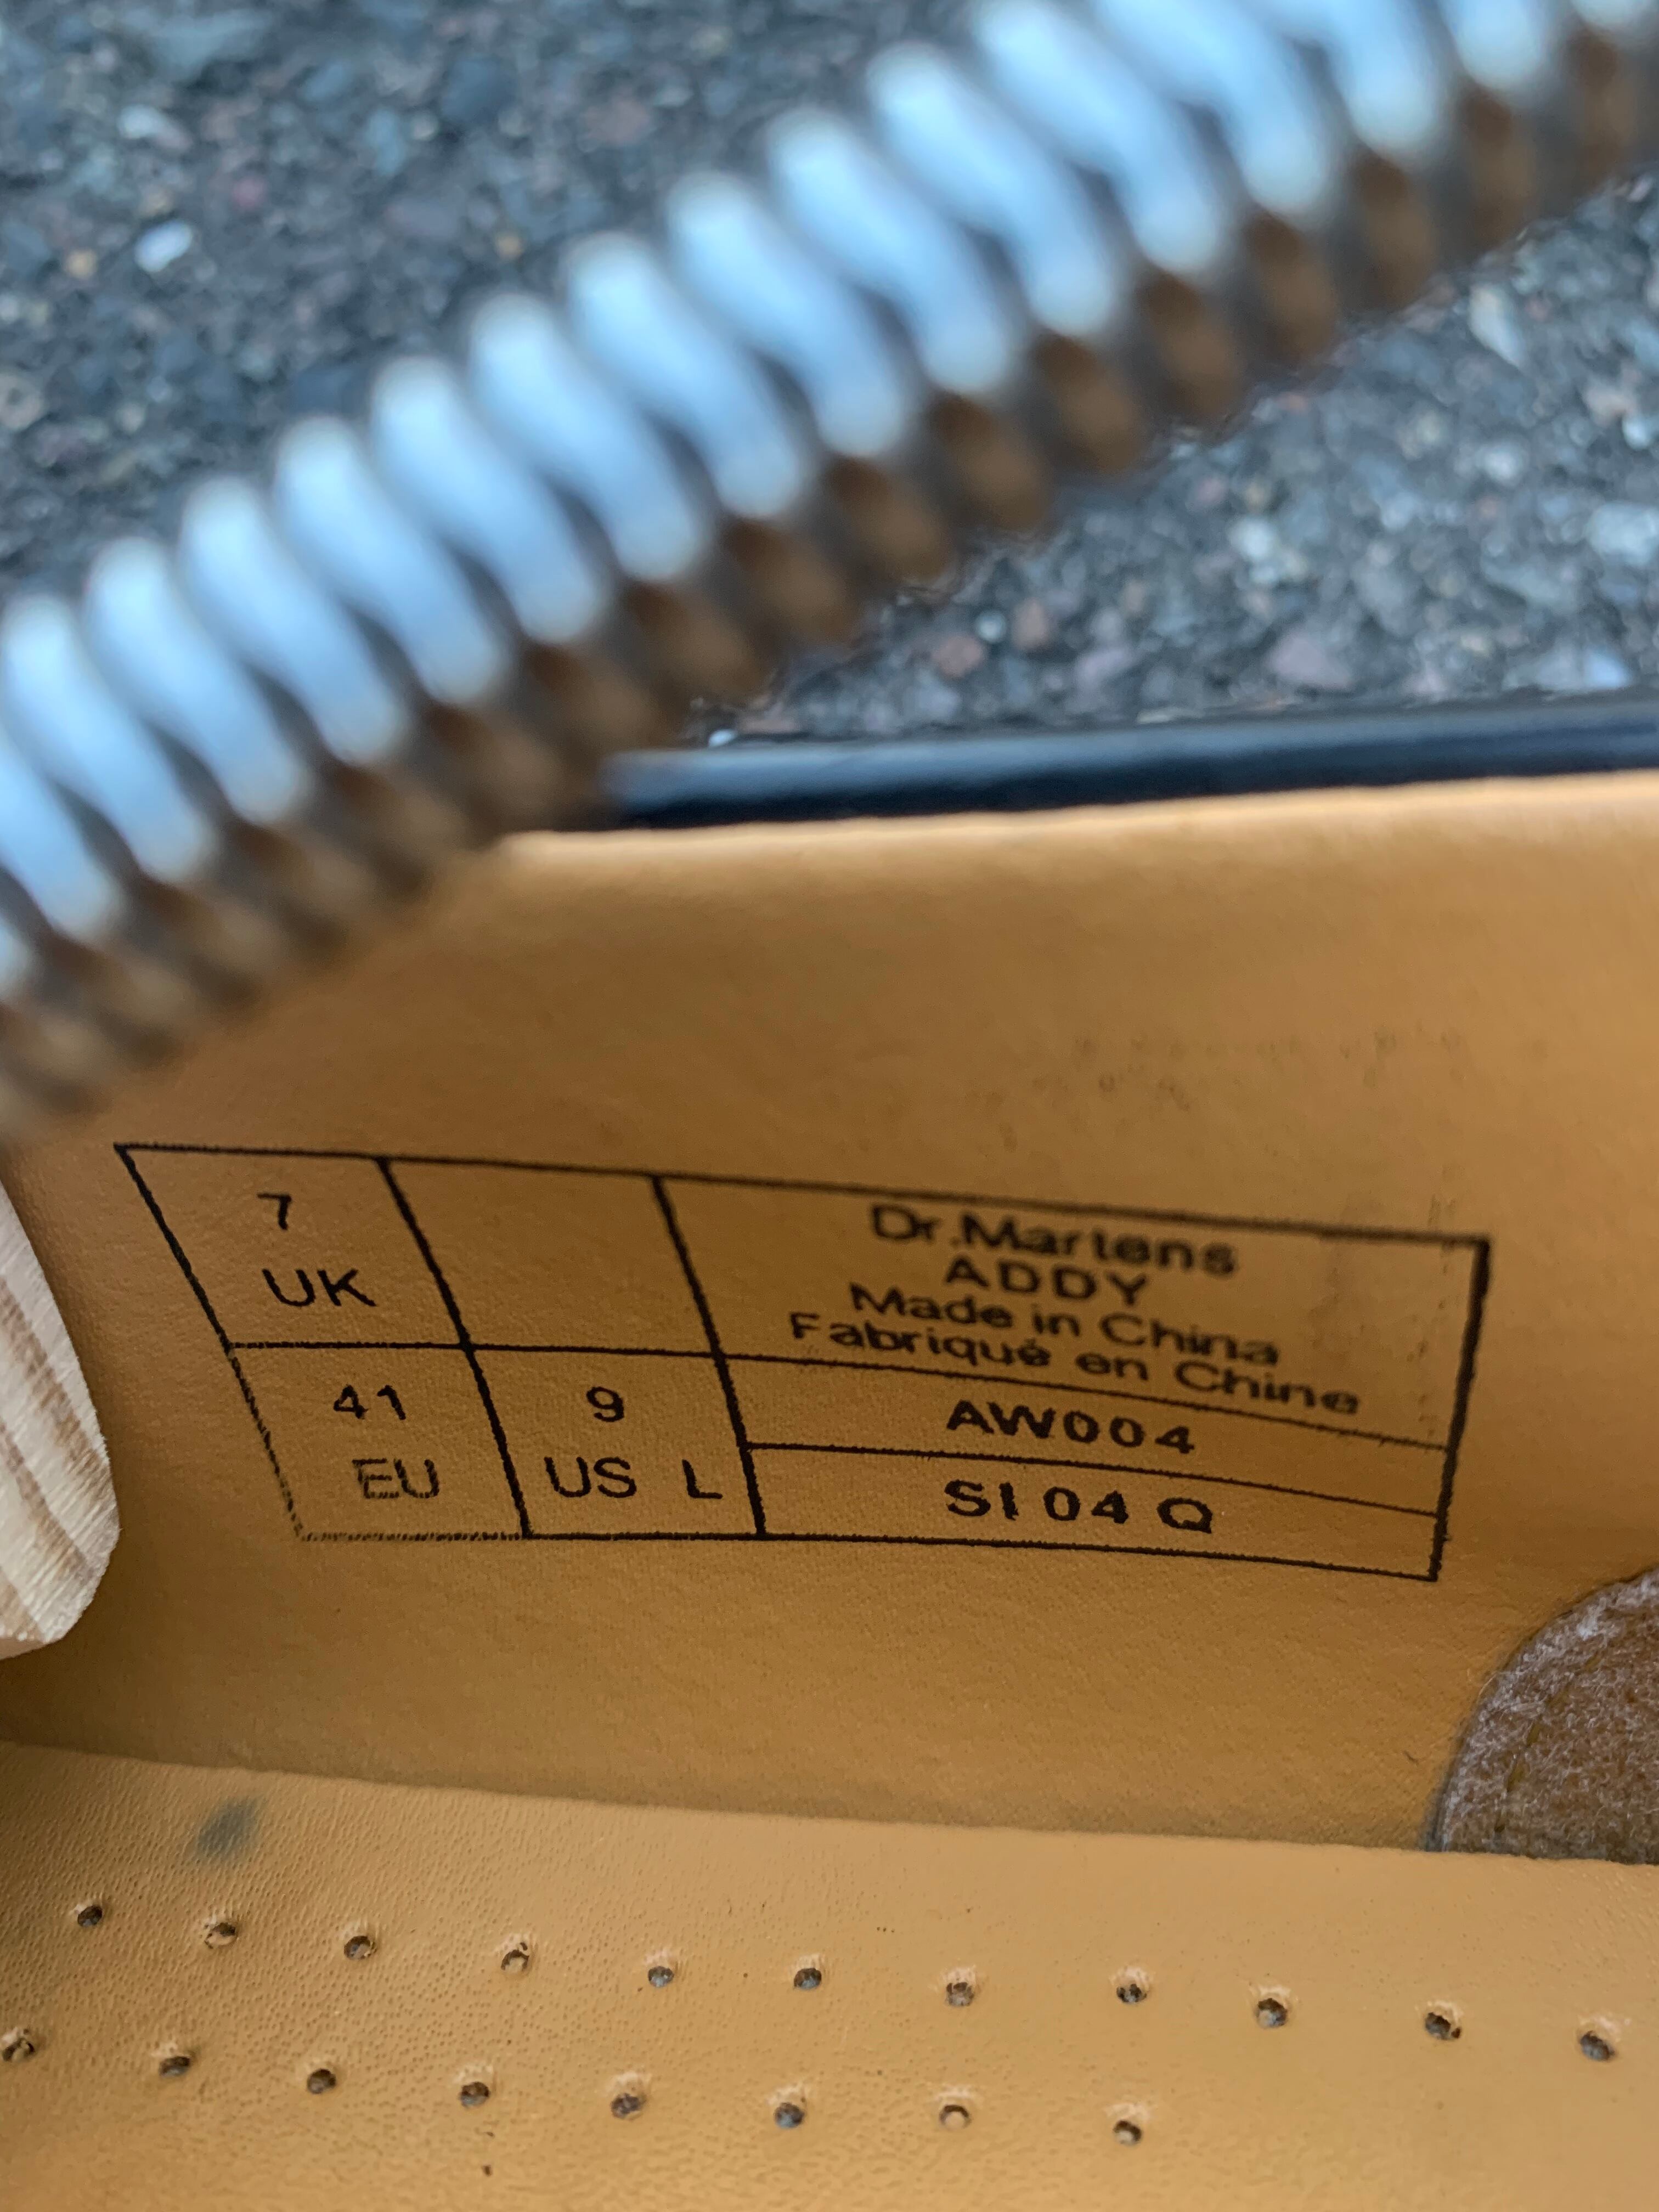 7
UK
41
EU
9
US L
Dr.Martens
ADDY
Made in China
Fabriqué en Chine
AW004
SI 04 Q